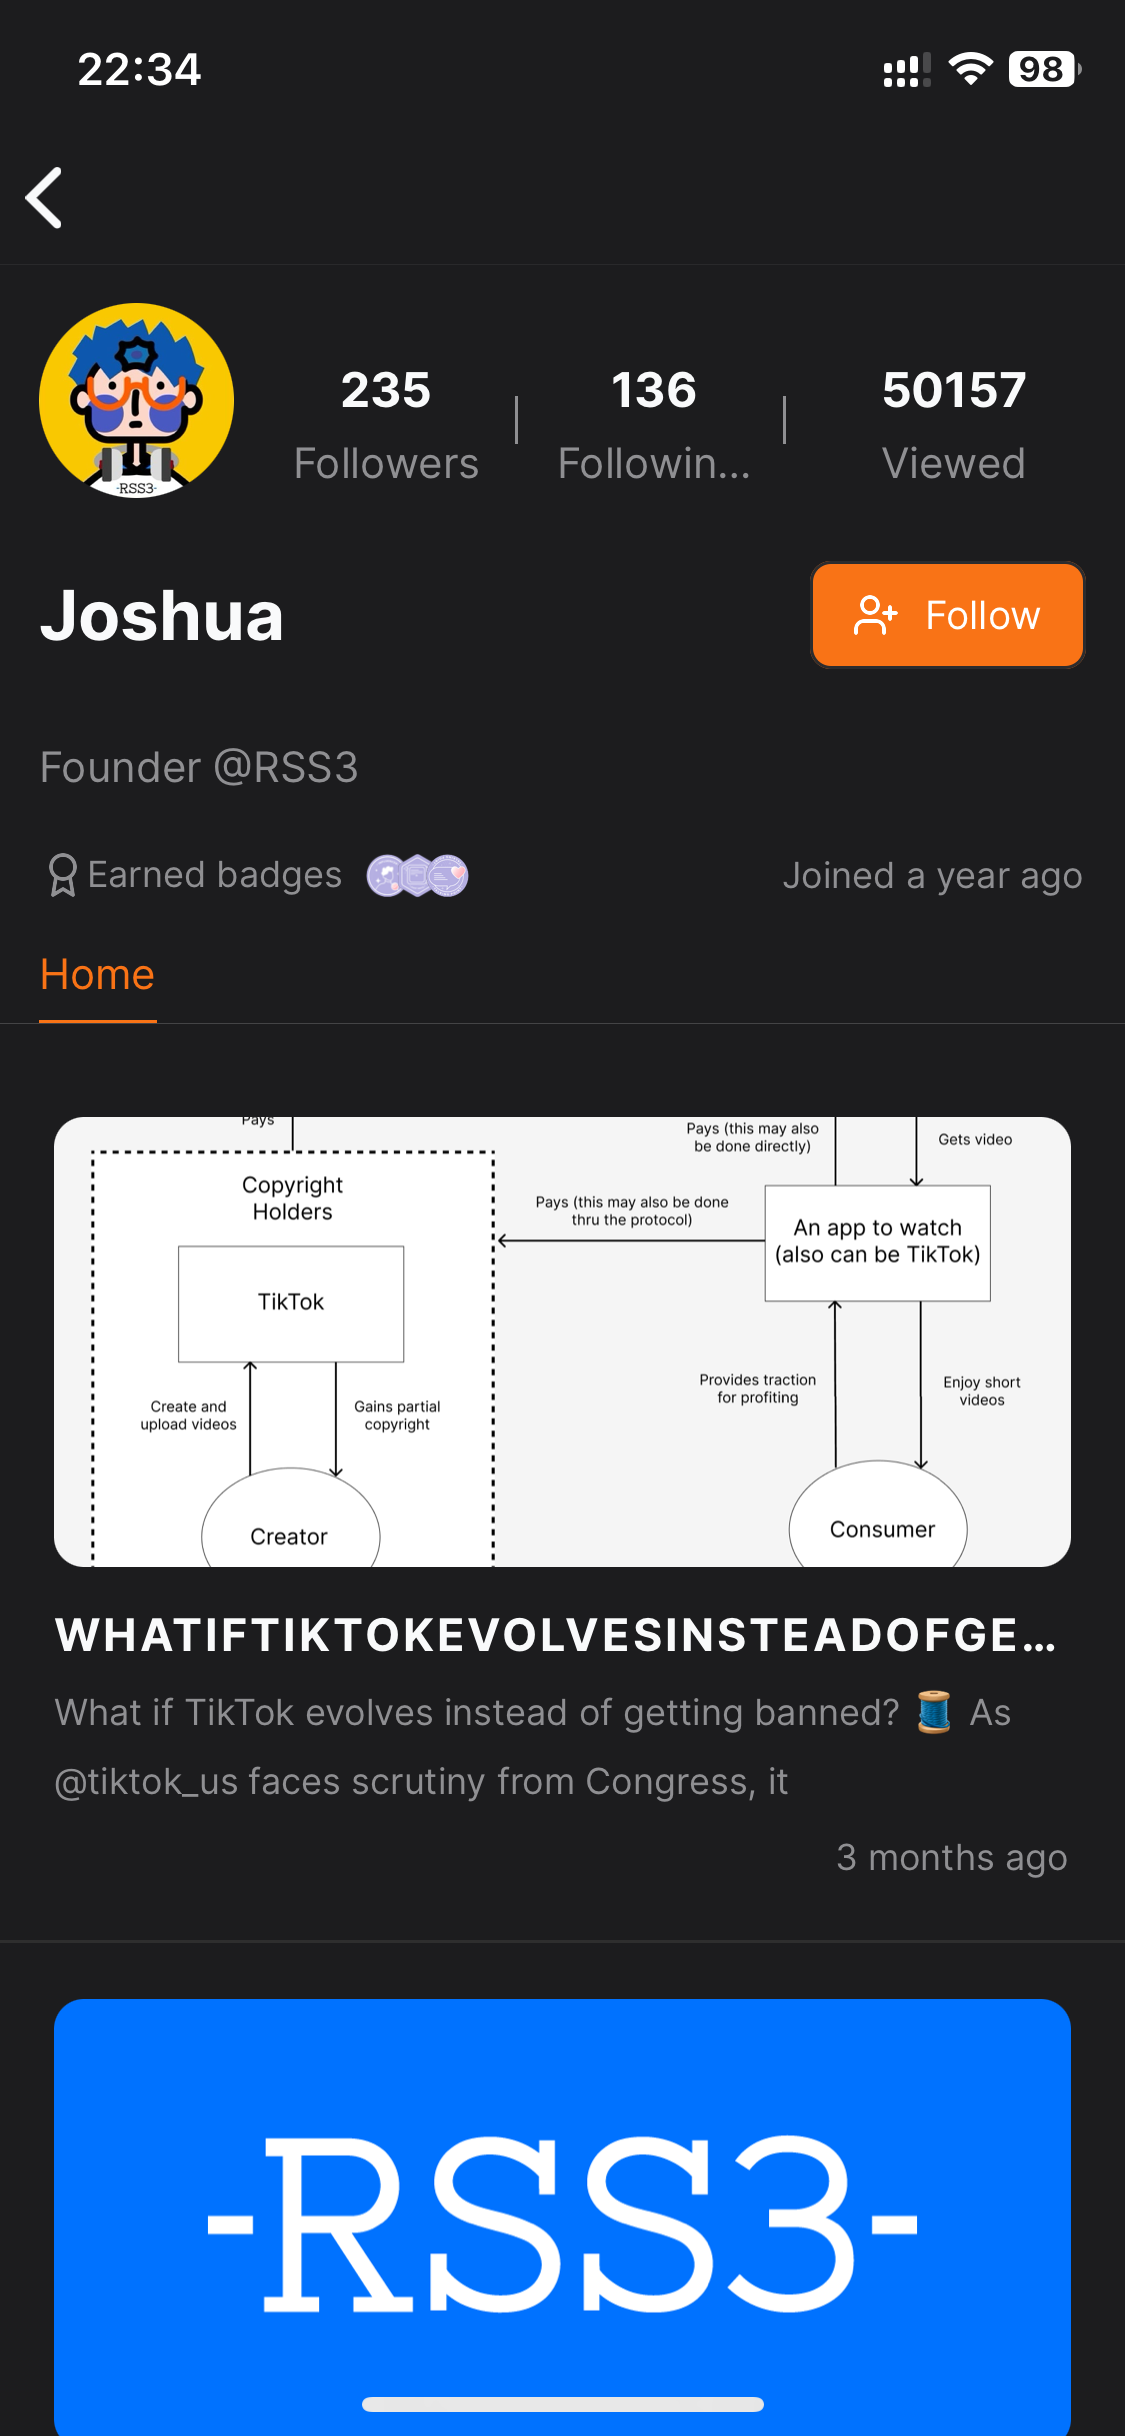 22:34
98
235
136
50157
Followers
Followin...
Viewed
-RSS3-
Joshua
Follow
Founder @RSS3
Earned badges
Joined a year ago
Home
Pays
Pays (this may also
be done directly)
Gets video
Copyright
Holders
Pays (this may also be done
thru the protocol)
An app to watch
(also can be TikTok)
TikTok
Create and
upload videos
Gains partial
copyright
Provides traction
for profiting
Enjoy short
videos
Creator
Consumer
WHATIFTIKTOKEVOLVESINSTEADOFGE...
What if TikTok evolves instead of getting banned? 🧵 As
@tiktok_us faces scrutiny from Congress, it
3 months ago
-RSS3-